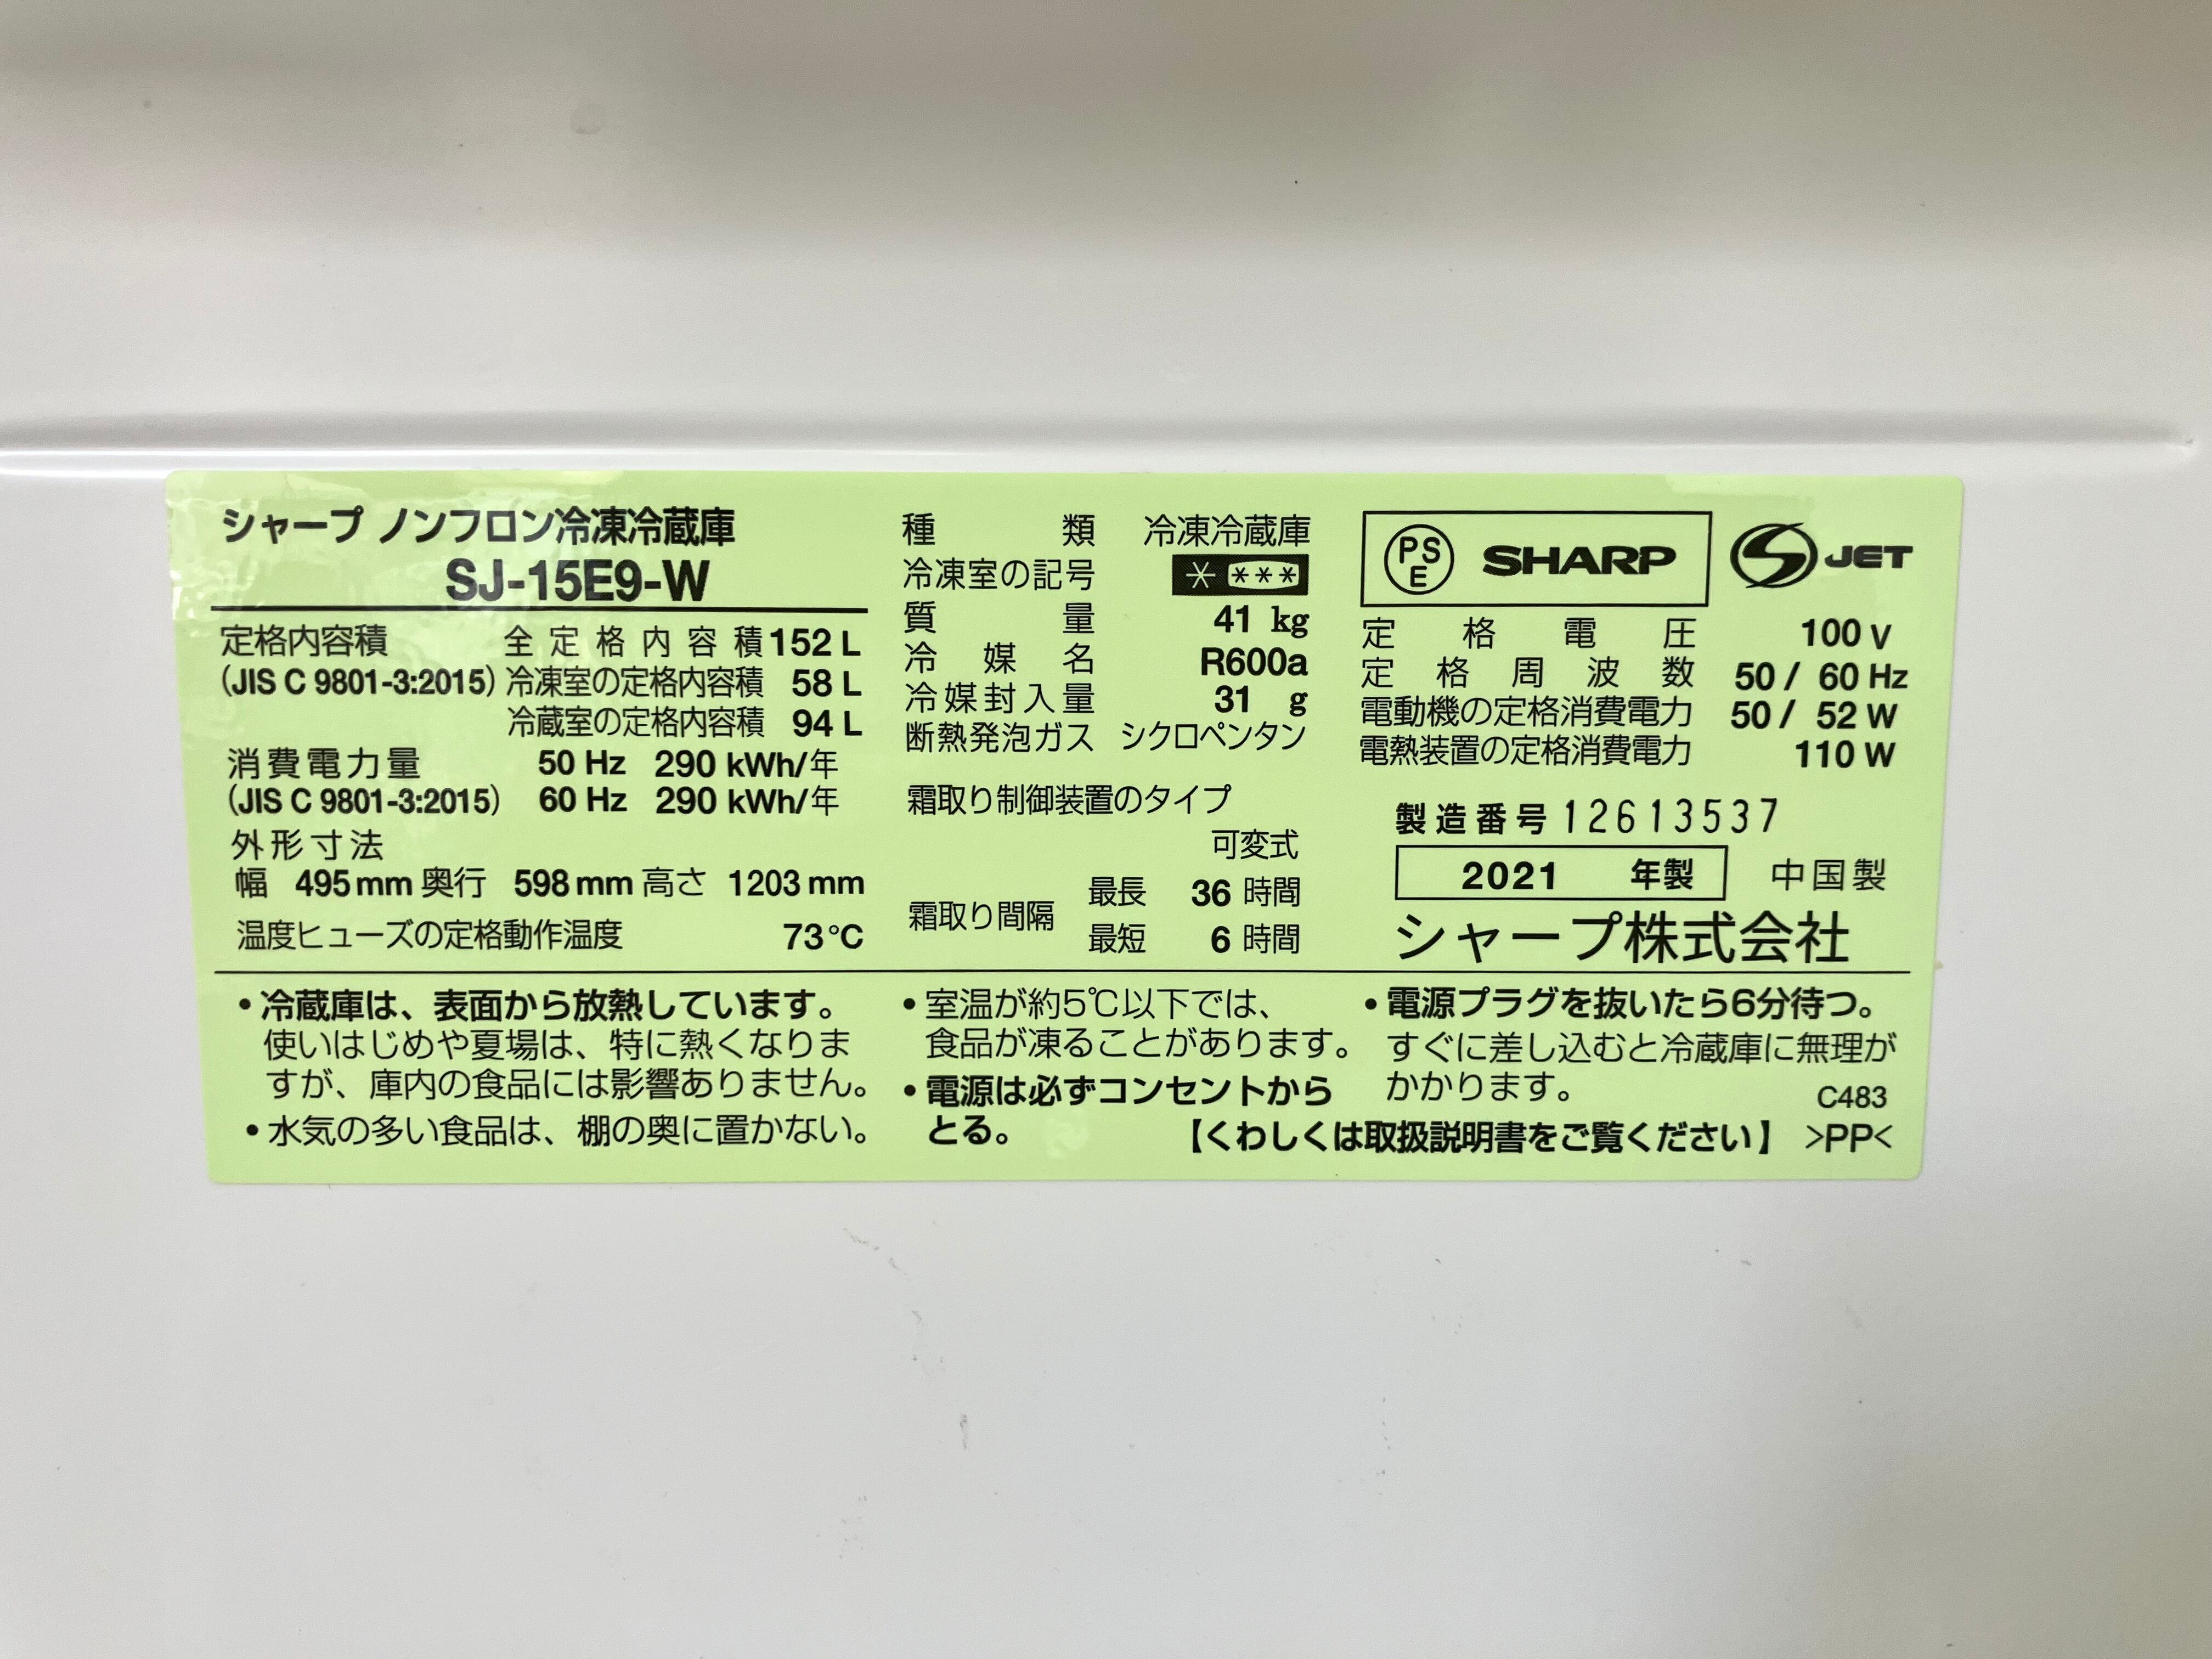 シャープ ノンフロン冷凍冷蔵庫
SJ-15E9-W
定格内容積 全定格内容積 152 L
(JIS C 9801-3:2015) 冷凍室の定格内容積 58 L
冷蔵室の定格内容積 94 L
消費電力量 50 Hz 290 kWh/年
(JIS C 9801-3:2015) 60 Hz 290 kWh/年
外形寸法
幅 495 mm 奥行 598 mm 高さ 1203 mm
温度ヒューズの定格動作温度 73℃
種類 冷凍冷蔵庫
冷凍室の記号 * ***
質量 41 kg
冷媒名 R600a
冷媒封入量 31 g
断熱発泡ガス シクロペンタン
霜取り制御装置のタイプ
可変式
霜取り間隔 最長 36 時間
最短 6 時間
PSE SHARP S JET
定格電圧 100 V
定格周波数 50 / 60 Hz
電動機の定格消費電力 50 / 52 W
電熱装置の定格消費電力 110 W
製造番号 12613537
2021 年製 中国製
シャープ株式会社
・冷蔵庫は、表面から放熱しています。
使いはじめや夏場は、特に熱くなりま
すが、庫内の食品には影響ありません。
・水気の多い食品は、棚の奥に置かない。
・室温が約5℃以下では、
食品が凍ることがあります。
・電源は必ずコンセントから
とる。
・電源プラグを抜いたら6分待つ。
すぐに差し込むと冷蔵庫に無理が
かかります。
C483
【くわしくは取扱説明書をご覧ください】 >PP<